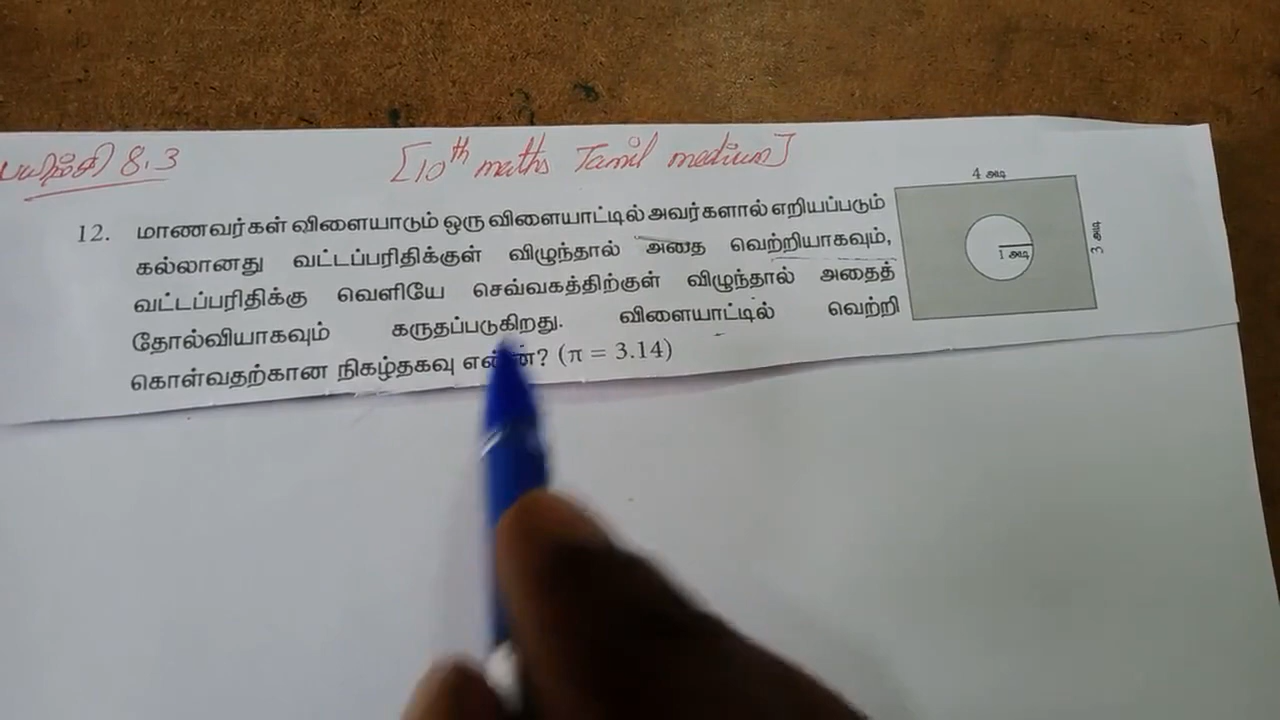 பயிற்சி 8.3
[10th maths Tamil medium]
12. மாணவர்கள் விளையாடும் ஒரு விளையாட்டில் அவர்களால் எறியப்படும்
கல்லானது வட்டப்பரிதிக்குள் விழுந்தால் அதை வெற்றியாகவும்,
வட்டப்பரிதிக்கு வெளியே செவ்வகத்திற்குள் விழுந்தால் அதைத்
தோல்வியாகவும் கருதப்படுகிறது. விளையாட்டில் வெற்றி
கொள்வதற்கான நிகழ்தகவு என்ன? (π = 3.14)
4 அடி
1 அடி
3 அடி